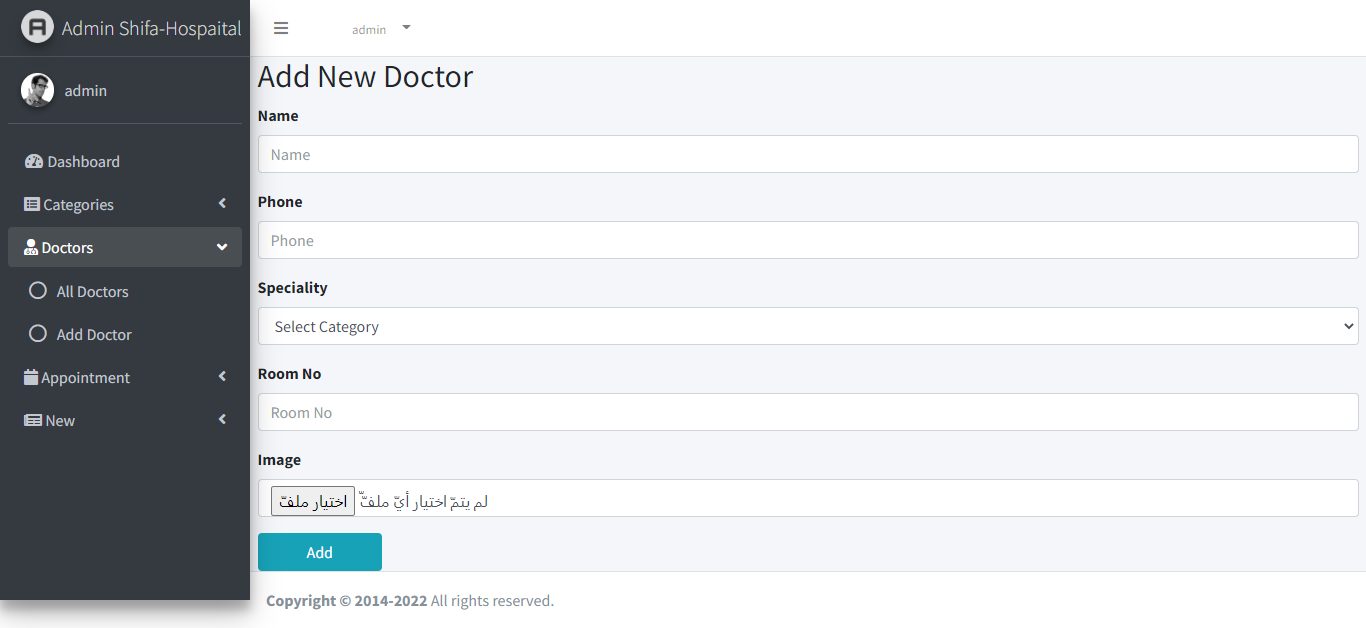 Admin Shifa-Hospaital
admin
admin
Dashboard
Categories
Doctors
All Doctors
Add Doctor
Appointment
New
Add New Doctor
Name
Name
Phone
Phone
Speciality
Select Category
Room No
Room No
Image
اختيار ملفّ لم يتمّ اختيار أيّ ملفّّ
Add
Copyright © 2014-2022 All rights reserved.